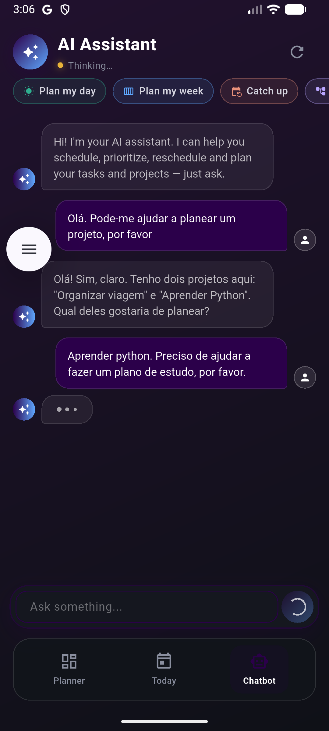 3:06
AI Assistant
Thinking...
Plan my day
Plan my week
Catch up
Hi! I'm your AI assistant. I can help you
schedule, prioritize, reschedule and plan
your tasks and projects — just ask.
Olá. Pode-me ajudar a planear um
projeto, por favor
Olá! Sim, claro. Tenho dois projetos aqui:
"Organizar viagem" e "Aprender Python".
Qual deles gostaria de planear?
Aprender python. Preciso de ajudar a
fazer um plano de estudo, por favor.
Ask something...
Planner
Today
Chatbot